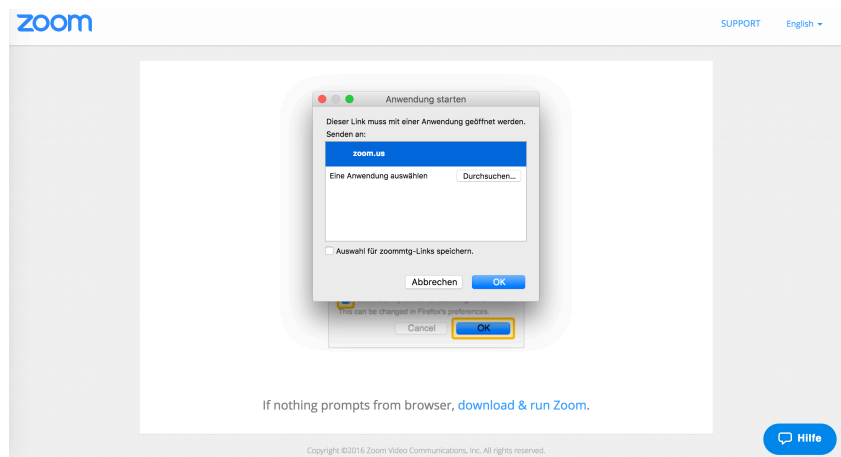 zoom
SUPPORT English
Anwendung starten
Dieser Link muss mit einer Anwendung geöffnet werden.
Senden an:
zoom.us
Eine Anwendung auswählen Durchsuchen...
Auswahl für zoommtg-Links speichern.
Abbrechen OK
This can be changed in Firefox's preferences.
Cancel OK
If nothing prompts from browser, download & run Zoom.
Hilfe
Copyright ©2016 Zoom Video Communications, Inc. All rights reserved.